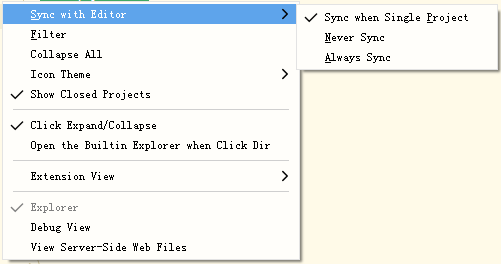 Sync with Editor
Filter
Collapse All
Icon Theme
Show Closed Projects
Click Expand/Collapse
Open the Builtin Explorer when Click Dir
Extension View
Explorer
Debug View
View Server-Side Web Files
Sync when Single Project
Never Sync
Always Sync